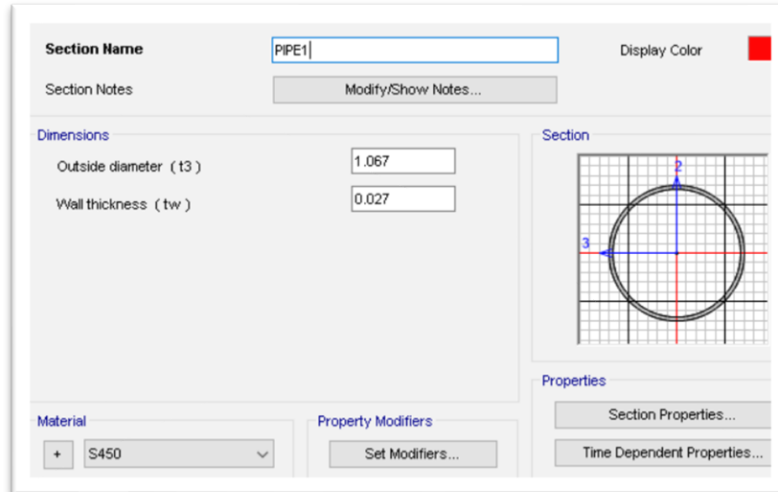 Section Name PIPE1 Display Color
Section Notes Modify/Show Notes...
Dimensions
Outside diameter ( t3 ) 1.067
Wall thickness ( tw ) 0.027
Section
2
3
Properties
Section Properties...
Time Dependent Properties...
Material
+ S450
Property Modifiers
Set Modifiers...